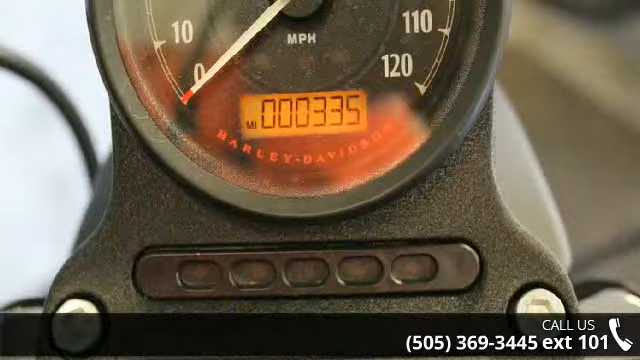 10
0
MPH
110
120
MI 000335
HARLEY-DAVIDSON
CALL US
(505) 369-3445 ext 101